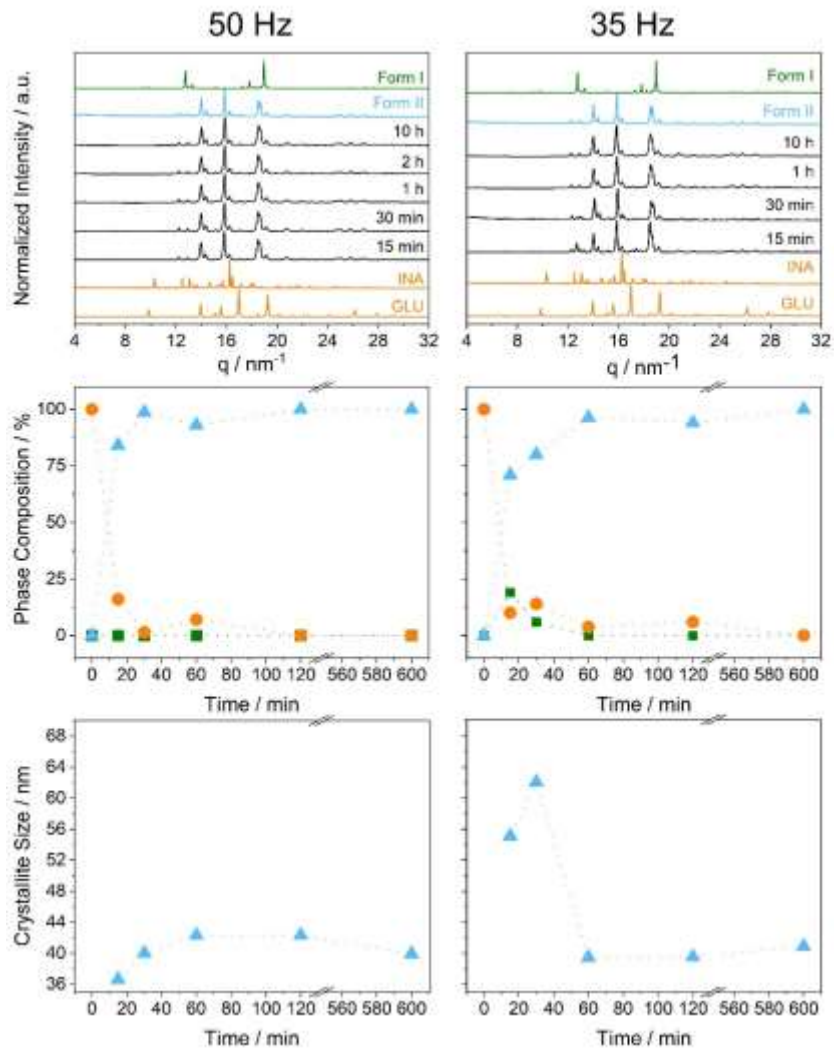 50 Hz
35 Hz
Normalized Intensity / a.u.
Form I
Form II
10 h
2 h
1 h
30 min
15 min
INA
GLU
4 8 12 16 20 24 28 32
q / nm⁻¹
Form I
Form II
10 h
1 h
30 min
15 min
INA
GLU
4 8 12 16 20 24 28 32
q / nm⁻¹
Phase Composition / %
100
75
50
25
0
0 20 40 60 80 100 120 560 580 600
Time / min
0 20 40 60 80 100 120 560 580 600
Time / min
Crystallite Size / nm
68
64
60
56
52
48
44
40
36
0 20 40 60 80 100 120 560 580 600
Time / min
0 20 40 60 80 100 120 560 580 600
Time / min